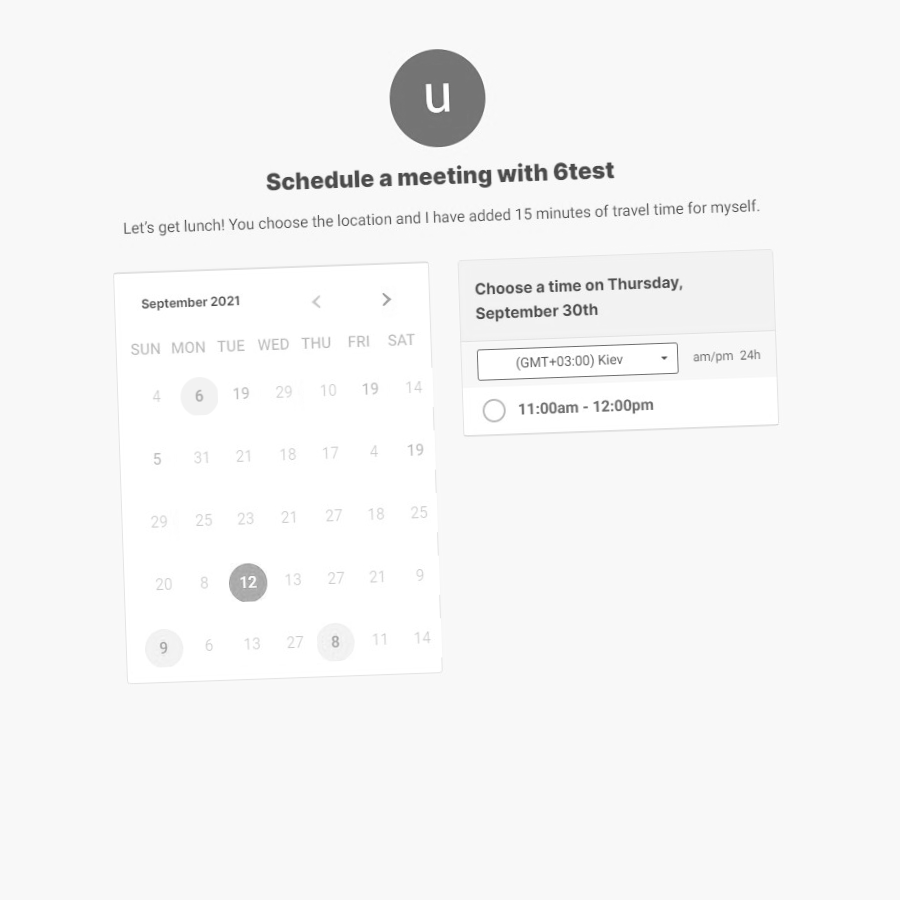 u
Schedule a meeting with 6test
Let's get lunch! You choose the location and I have added 15 minutes of travel time for myself.
September 2021
SUN MON TUE WED THU FRI SAT
4 6 19 29 10 19 14
5 31 21 18 17 4 19
29 25 23 21 27 18 25
20 8 12 13 27 21 9
9 6 13 27 8 11 14
Choose a time on Thursday,
September 30th
(GMT+03:00) Kiev am/pm 24h
11:00am - 12:00pm